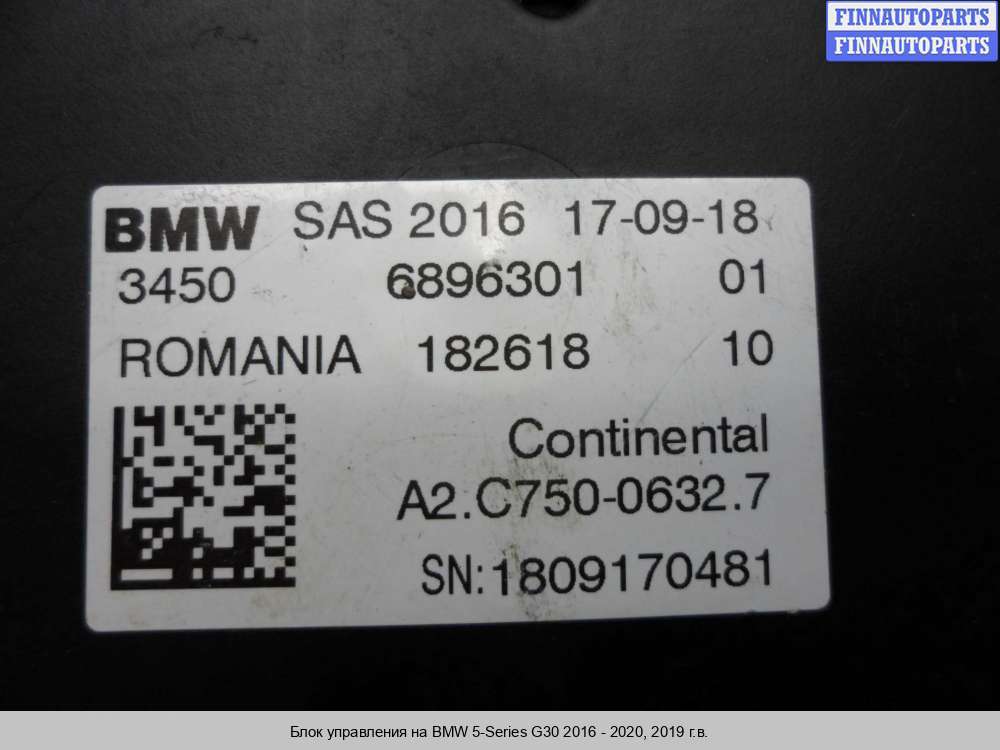 FINNAUTOPARTS
FINNAUTOPARTS
BMW SAS 2016 17-09-18
3450 6896301 01
ROMANIA 182618 10
Continental
A2.C750-0632.7
SN:1809170481
Блок управления на BMW 5-Series G30 2016 - 2020, 2019 г.в.